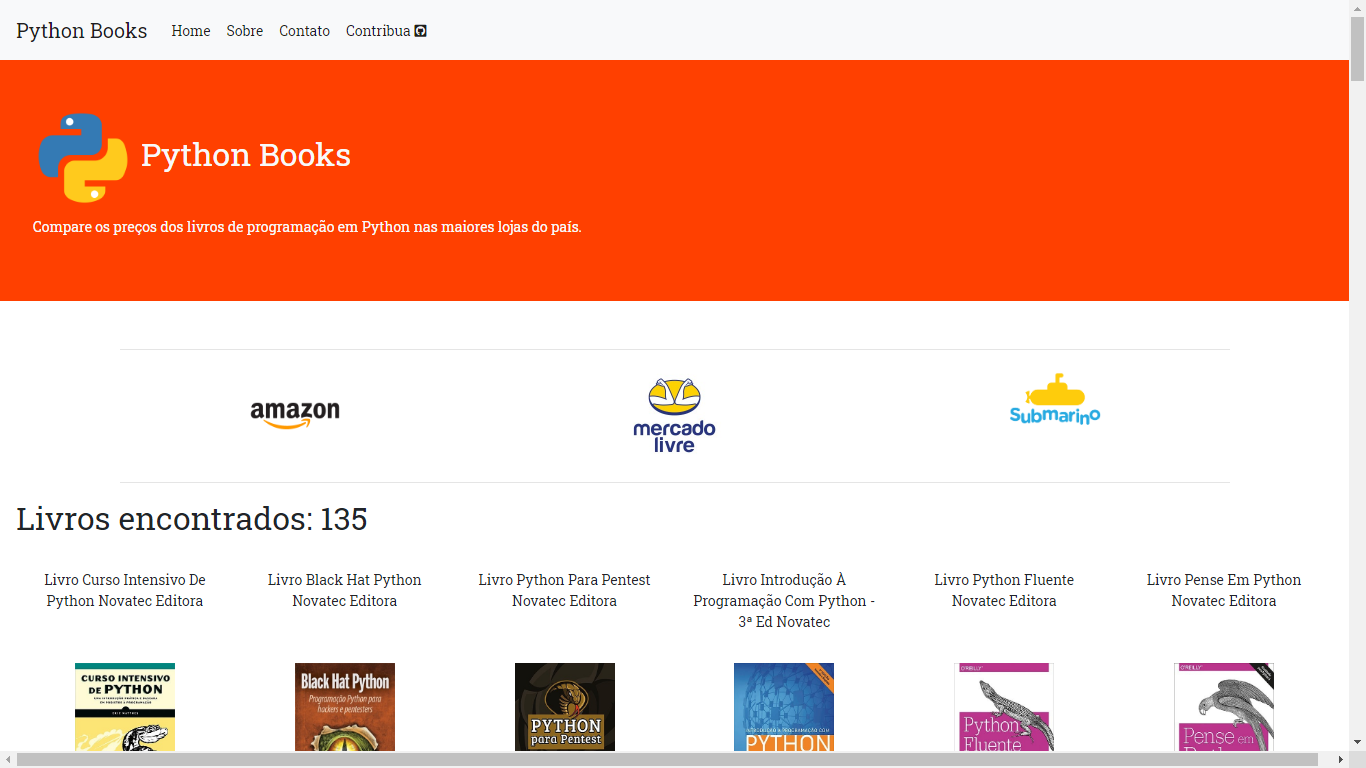 Python Books Home Sobre Contato Contribua
Python Books
Compare os preços dos livros de programação em Python nas maiores lojas do país.
amazon
mercado
livre
Submarino
Livros encontrados: 135
Livro Curso Intensivo De
Python Novatec Editora
Livro Black Hat Python
Novatec Editora
Livro Python Para Pentest
Novatec Editora
Livro Introdução À
Programação Com Python -
3ª Ed Novatec
Livro Python Fluente
Novatec Editora
Livro Pense Em Python
Novatec Editora
CURSO INTENSIVO
DE PYTHON
Black Hat Python
Programação Python para
hackers e pentesters
PYTHON
para Pentest
INTRODUÇÃO À PROGRAMAÇÃO COM
PYTHON
O'REILLY
Python
Fluente
O'REILLY
Pense em